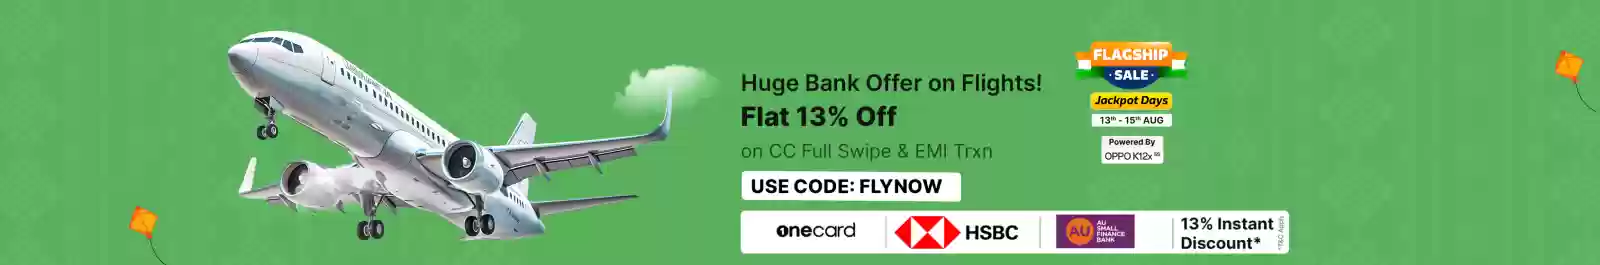 Huge Bank Offer on Flights!
Flat 13% Off
on CC Full Swipe & EMI Trxn
USE CODE: FLYNOW
onecard
HSBC
AU
AU
SMALL
FINANCE
BANK
13% Instant
Discount*
*T&C Apply
FLAGSHIP
SALE
Jackpot Days
13th - 15th AUG
Powered By
OPPO K12x 5G